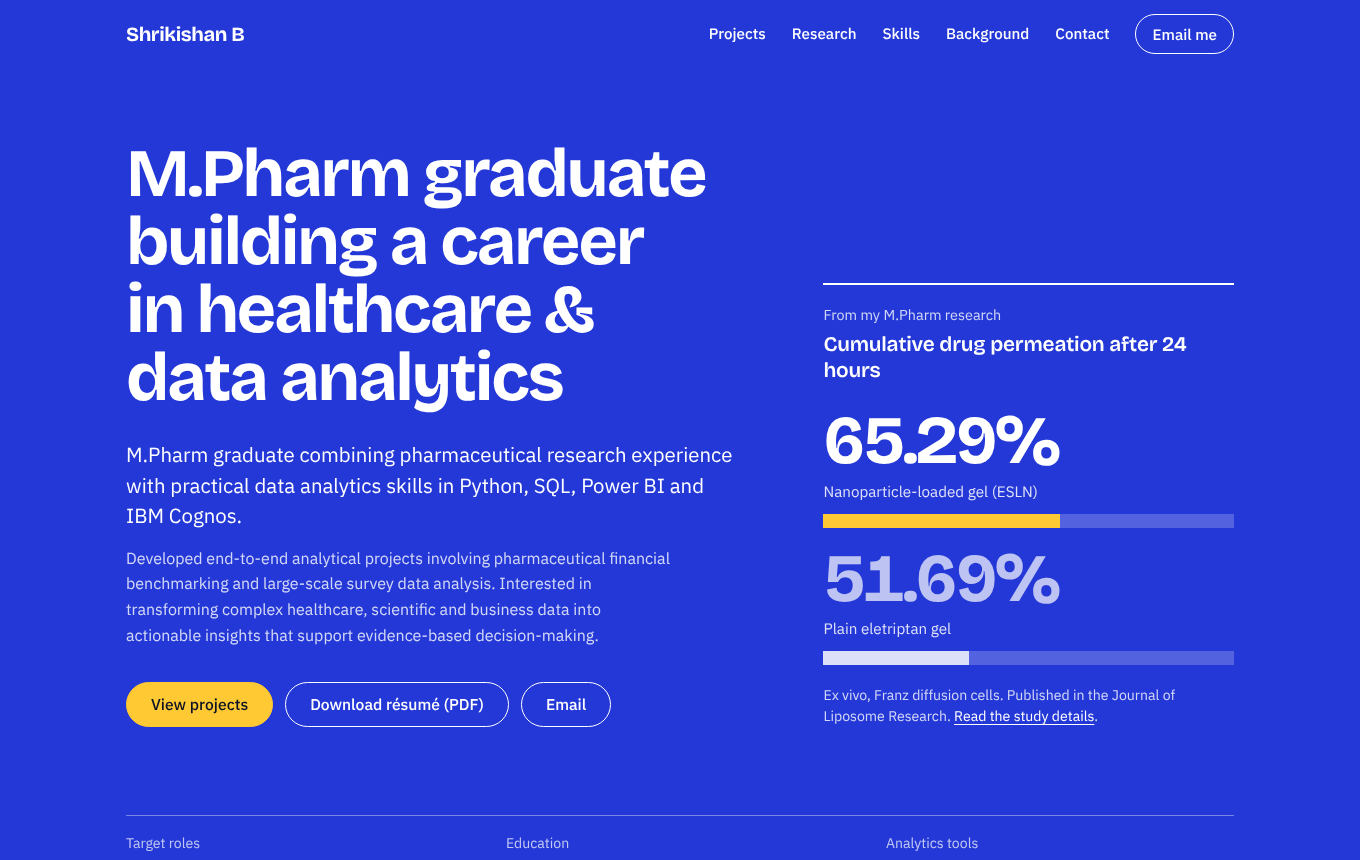 Shrikishan B
Projects
Research
Skills
Background
Contact
Email me
M.Pharm graduate
building a career
in healthcare &
data analytics
M.Pharm graduate combining pharmaceutical research experience
with practical data analytics skills in Python, SQL, Power BI and
IBM Cognos.
Developed end-to-end analytical projects involving pharmaceutical financial
benchmarking and large-scale survey data analysis. Interested in
transforming complex healthcare, scientific and business data into
actionable insights that support evidence-based decision-making.
View projects
Download résumé (PDF)
Email
From my M.Pharm research
Cumulative drug permeation after 24
hours
65.29%
Nanoparticle-loaded gel (ESLN)
51.69%
Plain eletriptan gel
Ex vivo, Franz diffusion cells. Published in the Journal of
Liposome Research. Read the study details.
Target roles
Education
Analytics tools